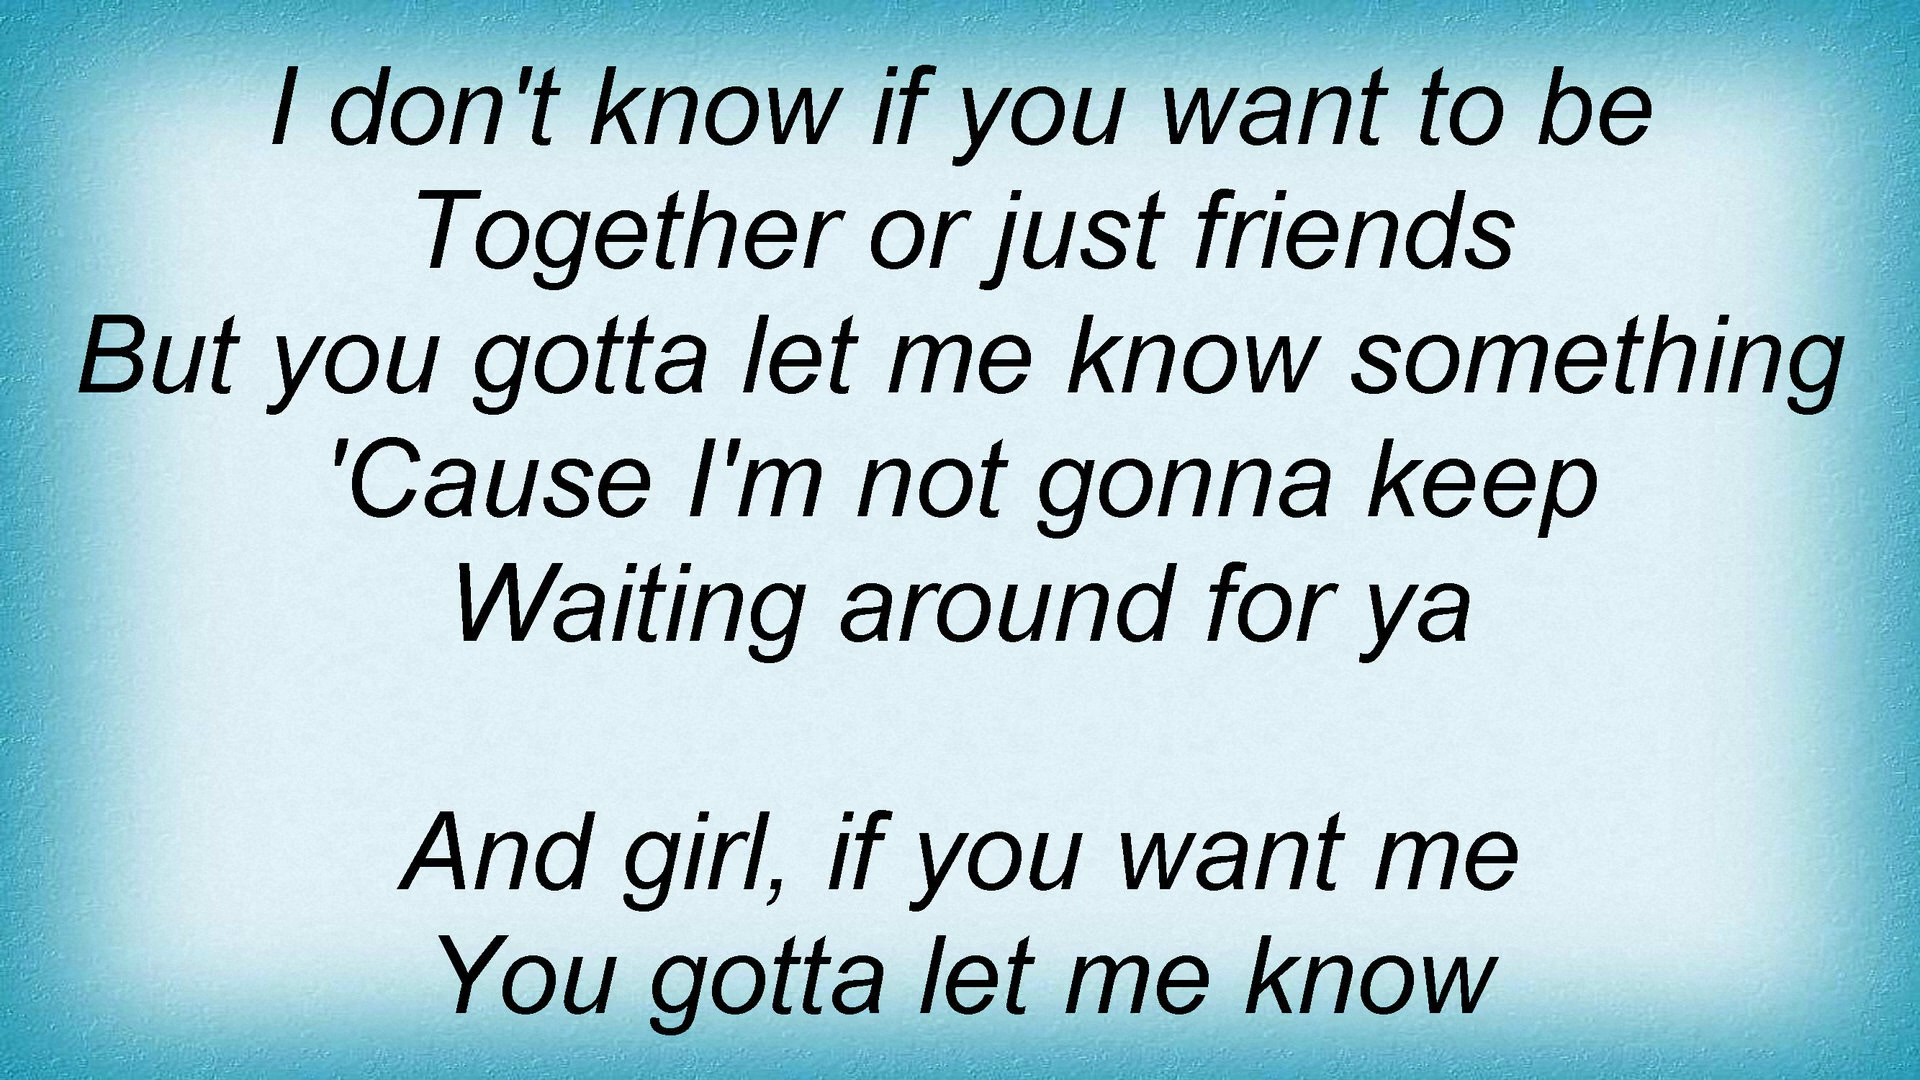 I don't know if you want to be
Together or just friends
But you gotta let me know something
'Cause I'm not gonna keep
Waiting around for ya
And girl, if you want me
You gotta let me know